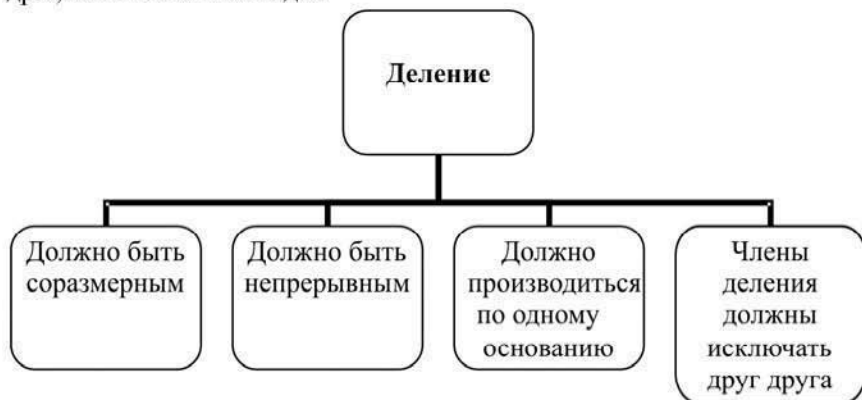 Деление
Должно быть
соразмерным
Должно быть
непрерывным
Должно
производиться
по одному
основанию
Члены
деления
должны
исключать
друг друга